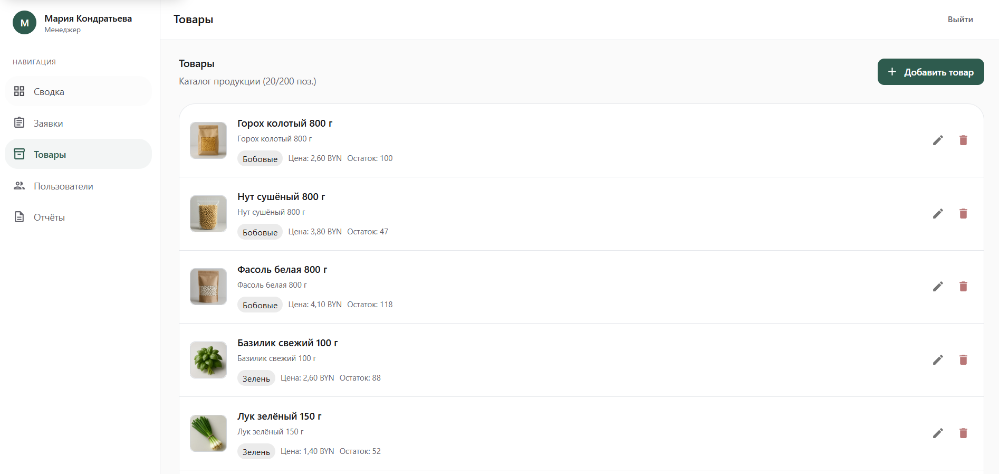 М
Мария Кондратьева
Менеджер
НАВИГАЦИЯ
Сводка
Заявки
Товары
Пользователи
Отчёты
Товары
Выйти
Товары
Каталог продукции (20/200 поз.)
+ Добавить товар
Горох колотый 800 г
Горох колотый 800 г
Бобовые Цена: 2,60 BYN Остаток: 100
Нут сушёный 800 г
Нут сушёный 800 г
Бобовые Цена: 3,80 BYN Остаток: 47
Фасоль белая 800 г
Фасоль белая 800 г
Бобовые Цена: 4,10 BYN Остаток: 118
Базилик свежий 100 г
Базилик свежий 100 г
Зелень Цена: 2,60 BYN Остаток: 88
Лук зелёный 150 г
Лук зелёный 150 г
Зелень Цена: 1,40 BYN Остаток: 52